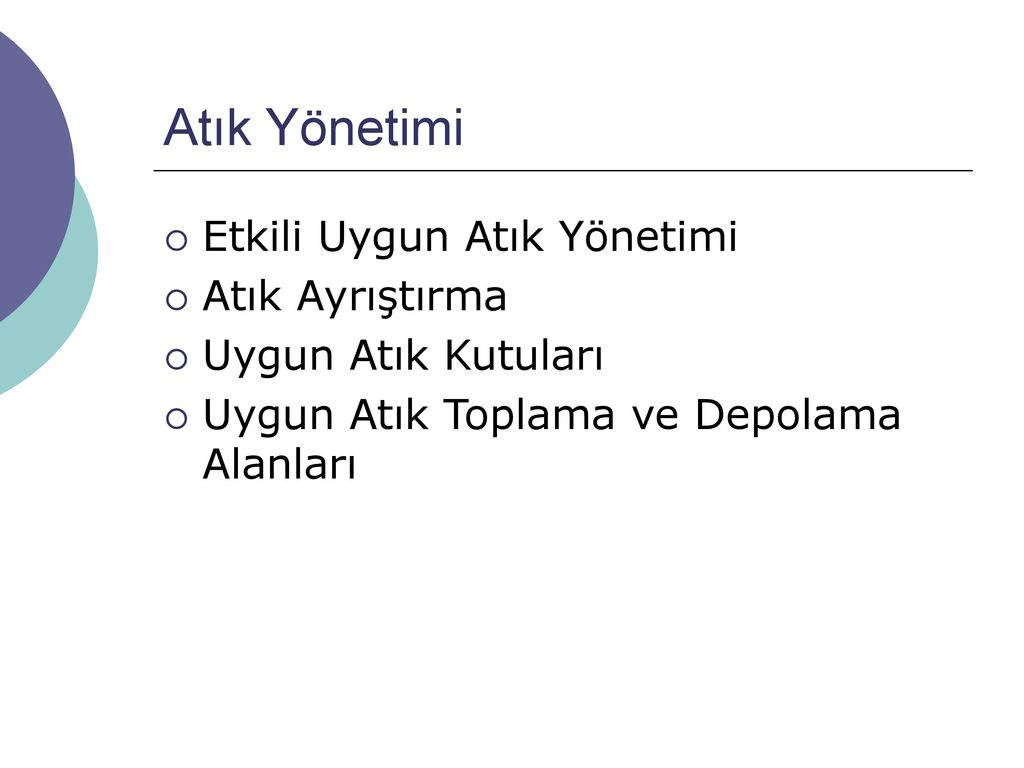 Atık Yönetimi
Etkili Uygun Atık Yönetimi
Atık Ayrıştırma
Uygun Atık Kutuları
Uygun Atık Toplama ve Depolama
Alanları